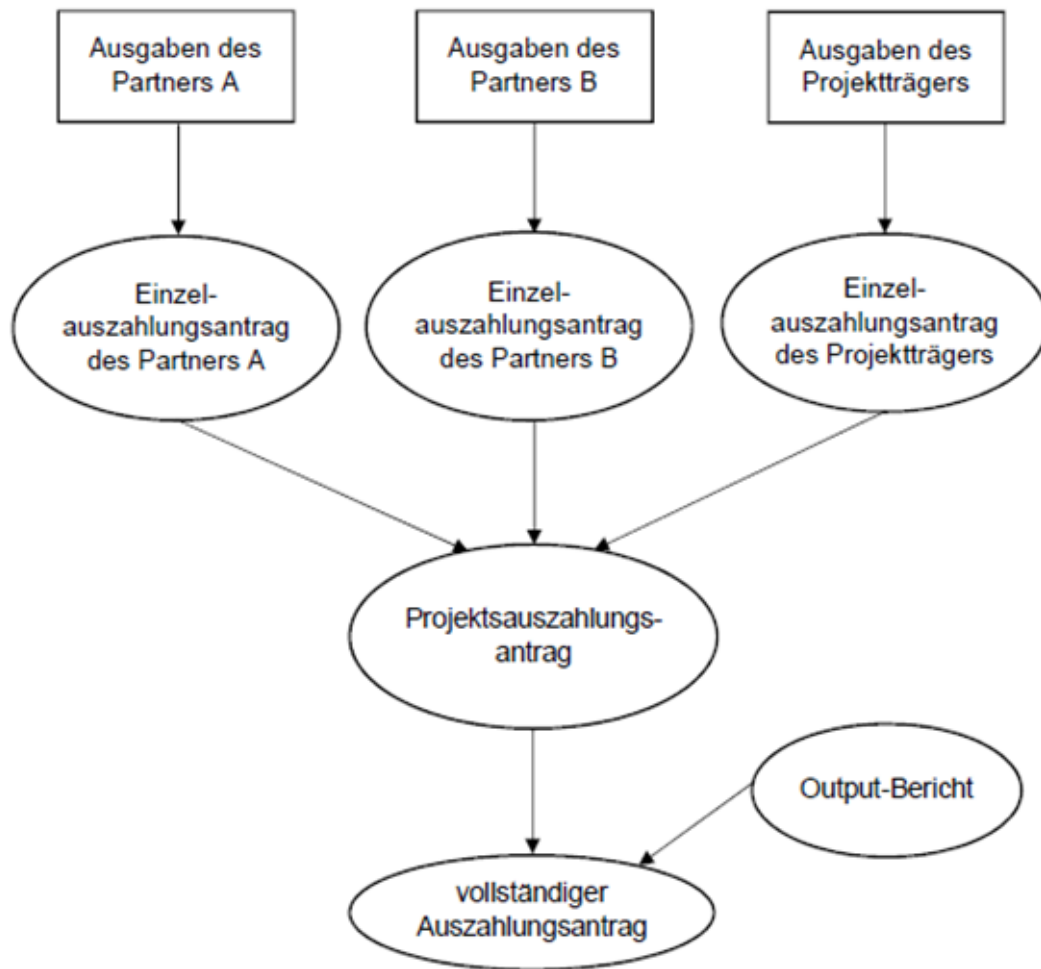 Ausgaben des
Partners A
Ausgaben des
Partners B
Ausgaben des
Projektträgers
Einzel-
auszahlungsantrag
des Partners A
Einzel-
auszahlungsantrag
des Partners B
Einzel-
auszahlungsantrag
des Projektträgers
Projektsauszahlungs-
antrag
Output-Bericht
vollständiger
Auszahlungsantrag